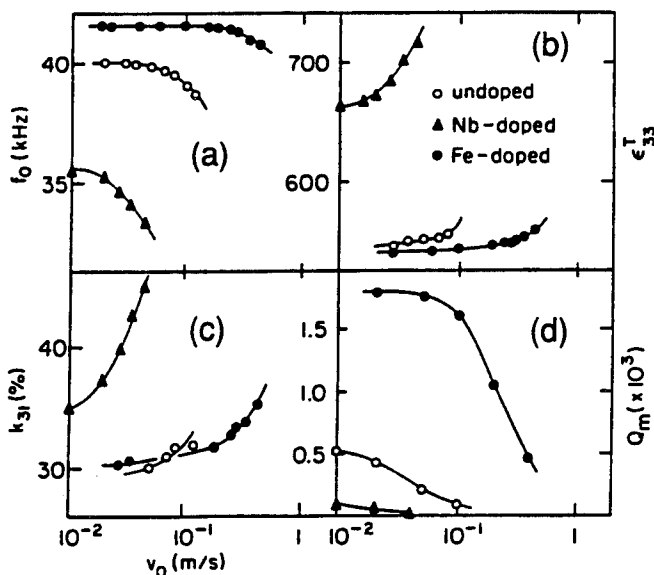 (a)
f₀ (kHz)
40
35
(b)
○ undoped
▲ Nb-doped
● Fe-doped
700
600
ϵᵀ₃₃
(c)
k₃₁ (%)
40
30
10⁻² 10⁻¹ 1
v₀ (m/s)
(d)
1.5
1
0.5
0
10⁻² 10⁻¹ 1
Qₘ (×10³)